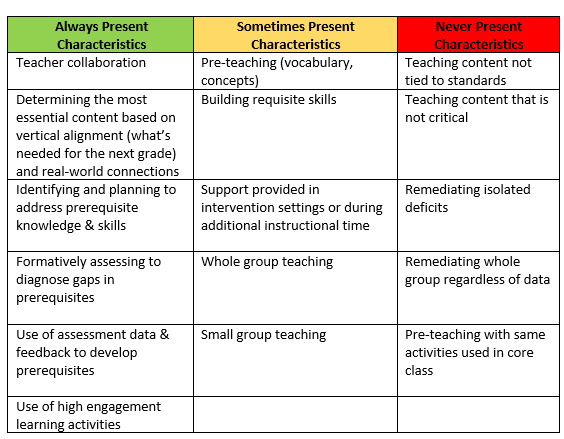 Always Present
Characteristics
Sometimes Present
Characteristics
Never Present
Characteristics
Teacher collaboration
Pre-teaching (vocabulary,
concepts)
Teaching content not
tied to standards
Determining the most
essential content based on
vertical alignment (what's
needed for the next grade)
and real-world connections
Building requisite skills
Teaching content that is
not critical
Identifying and planning to
address prerequisite
knowledge & skills
Support provided in
intervention settings or during
additional instructional time
Remediating isolated
deficits
Formatively assessing to
diagnose gaps in
prerequisites
Whole group teaching
Remediating whole
group regardless of data
Use of assessment data &
feedback to develop
prerequisites
Small group teaching
Pre-teaching with same
activities used in core
class
Use of high engagement
learning activities